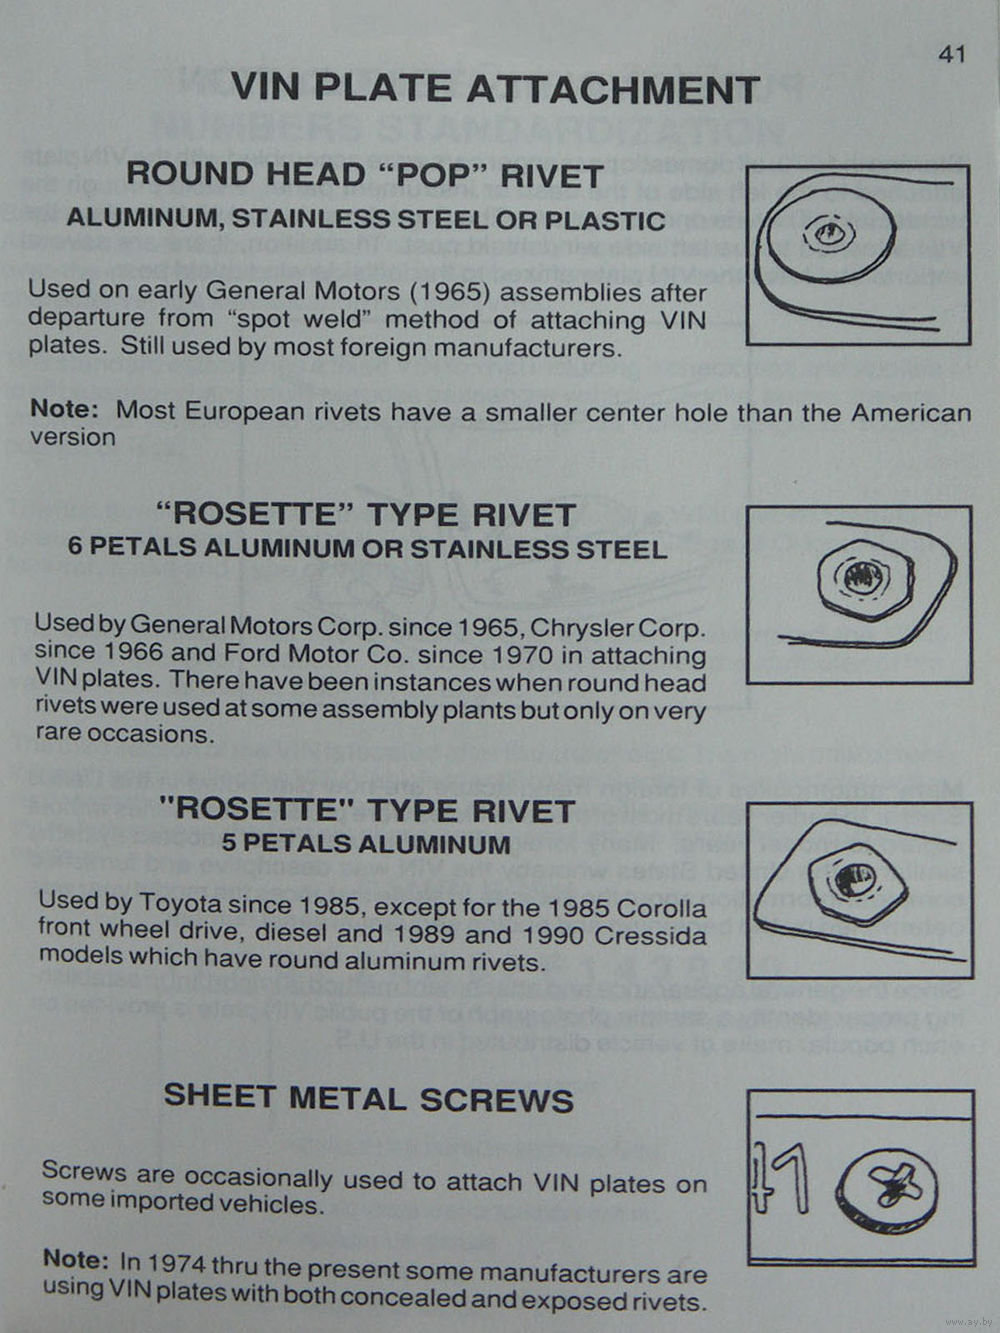 41
VIN PLATE ATTACHMENT
ROUND HEAD “POP” RIVET
ALUMINUM, STAINLESS STEEL OR PLASTIC
Used on early General Motors (1965) assemblies after
departure from “spot weld” method of attaching VIN
plates. Still used by most foreign manufacturers.
Note: Most European rivets have a smaller center hole than the American
version
“ROSETTE” TYPE RIVET
6 PETALS ALUMINUM OR STAINLESS STEEL
Used by General Motors Corp. since 1965, Chrysler Corp.
since 1966 and Ford Motor Co. since 1970 in attaching
VIN plates. There have been instances when round head
rivets were used at some assembly plants but only on very
rare occasions.
"ROSETTE" TYPE RIVET
5 PETALS ALUMINUM
Used by Toyota since 1985, except for the 1985 Corolla
front wheel drive, diesel and 1989 and 1990 Cressida
models which have round aluminum rivets.
SHEET METAL SCREWS
41
Screws are occasionally used to attach VIN plates on
some imported vehicles.
Note: In 1974 thru the present some manufacturers are
using VIN plates with both concealed and exposed rivets.
www.ay.by